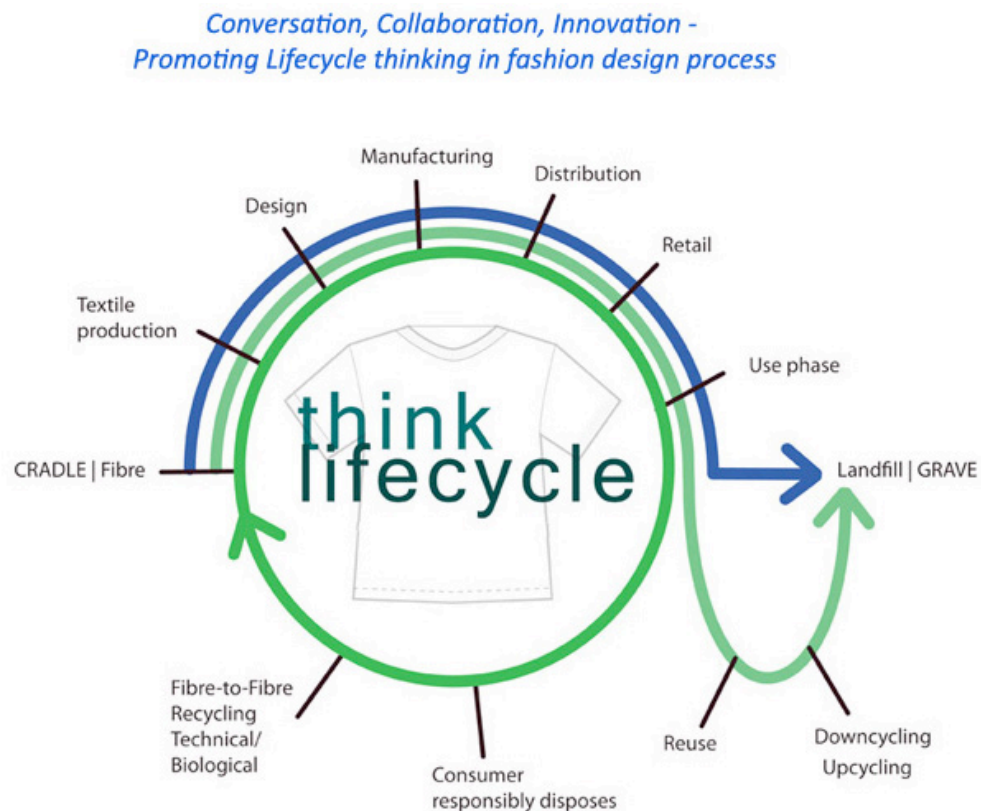 Conversation, Collaboration, Innovation -
Promoting Lifecycle thinking in fashion design process
Manufacturing
Distribution
Design
Retail
Textile
production
Use phase
think
lifecycle
CRADLE | Fibre
Landfill | GRAVE
Fibre-to-Fibre
Recycling
Technical/
Biological
Consumer
responsibly disposes
Reuse
Downcycling
Upcycling